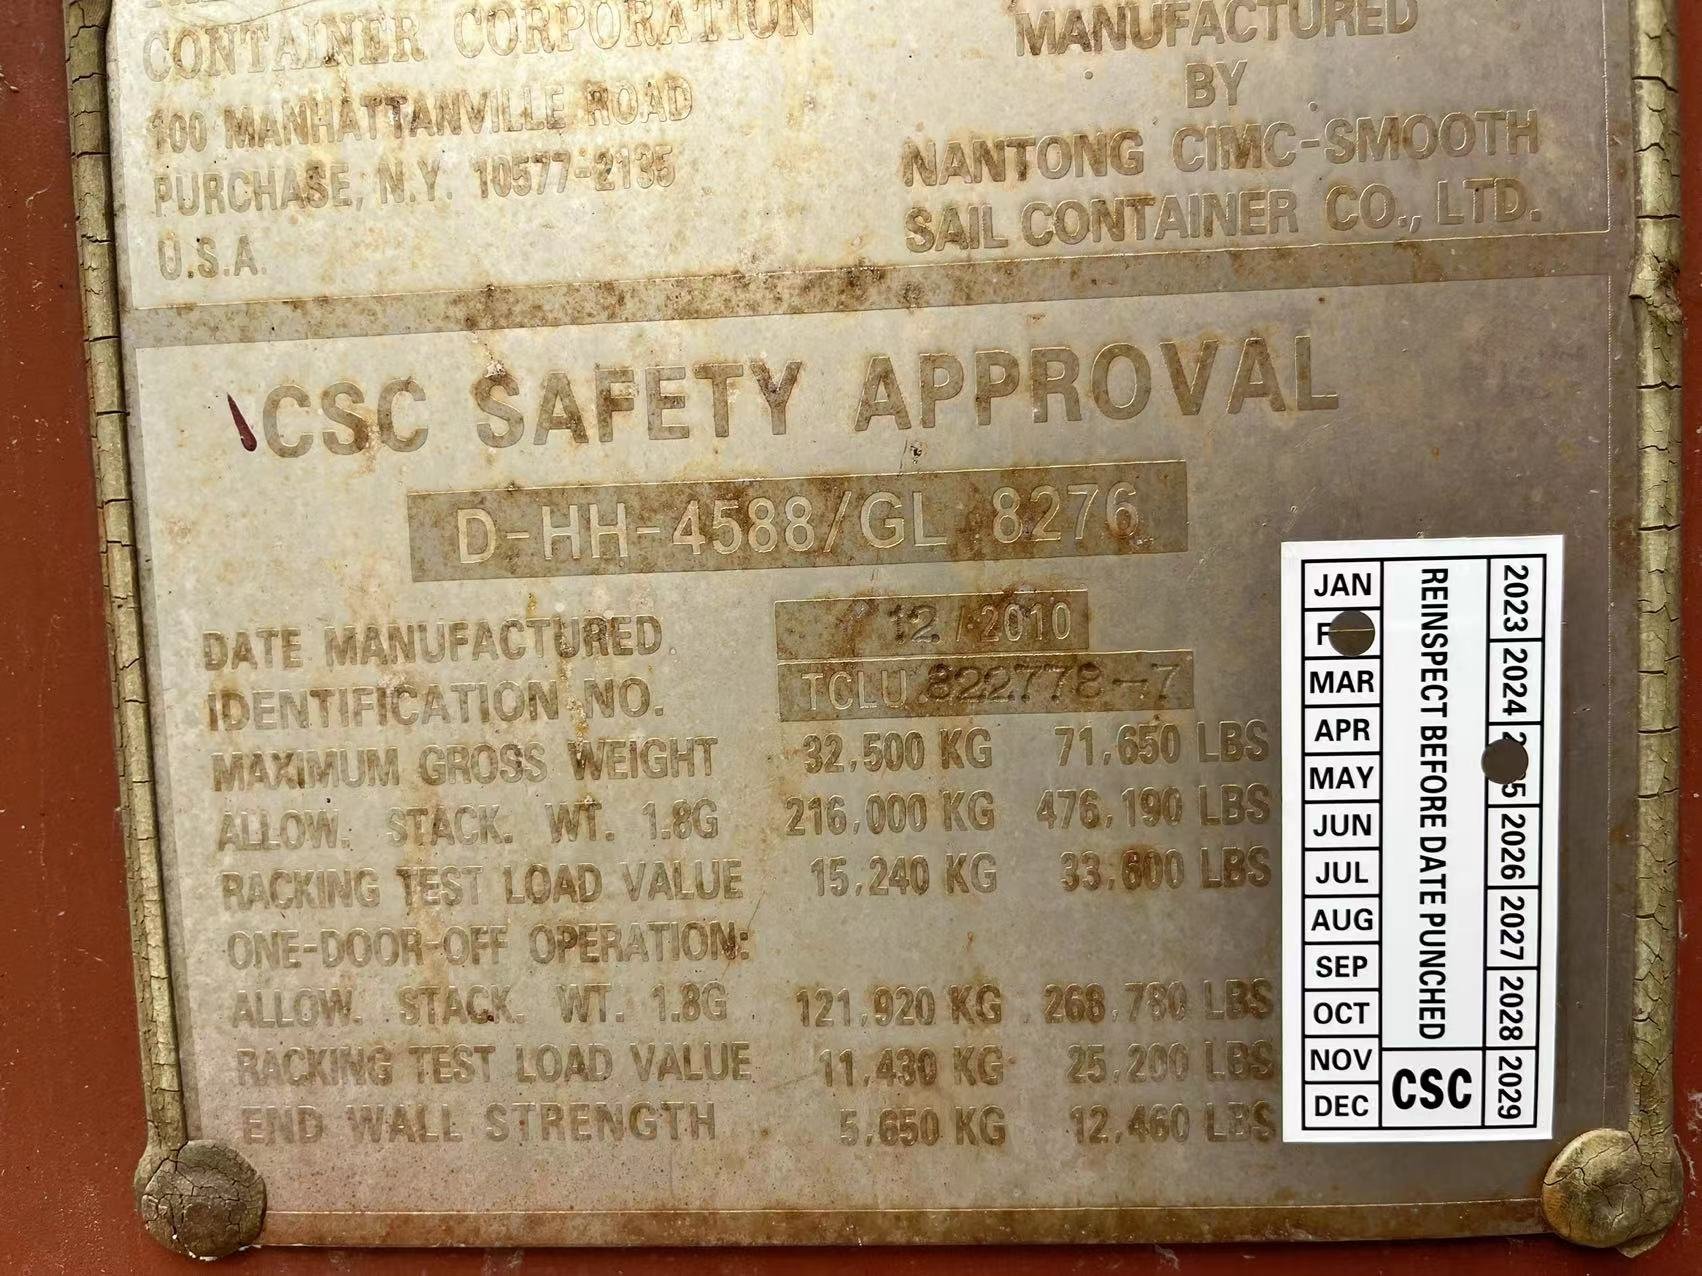 CONTAINER CORPORATION
100 MANHATTANVILLE ROAD
PURCHASE, N.Y. 10577-2135
U.S.A.
MANUFACTURED
BY
NANTONG CIMC-SMOOTH
SAIL CONTAINER CO., LTD.
CSC SAFETY APPROVAL
D-HH-4588/GL 8276
DATE MANUFACTURED. 12 / 2010
IDENTIFICATION NO. TCLU 822778-7
MAXIMUM GROSS WEIGHT 32,500 KG 71,650 LBS
ALLOW. STACK. WT. 1.8G 216,000 KG 476,190 LBS
RACKING TEST LOAD VALUE 15,240 KG 33,600 LBS
ONE-DOOR-OFF OPERATION:
ALLOW. STACK. WT. 1.8G 121,920 KG 268,780 LBS
RACKING TEST LOAD VALUE 11,430 KG 25,200 LBS
END WALL STRENGTH 5,650 KG 12,460 LBS
JAN
F
MAR
APR
MAY
JUN
JUL
AUG
SEP
OCT
NOV
DEC
REINSPECT BEFORE DATE PUNCHED
CSC
2023 2024 2 5 2026 2027 2028 2029